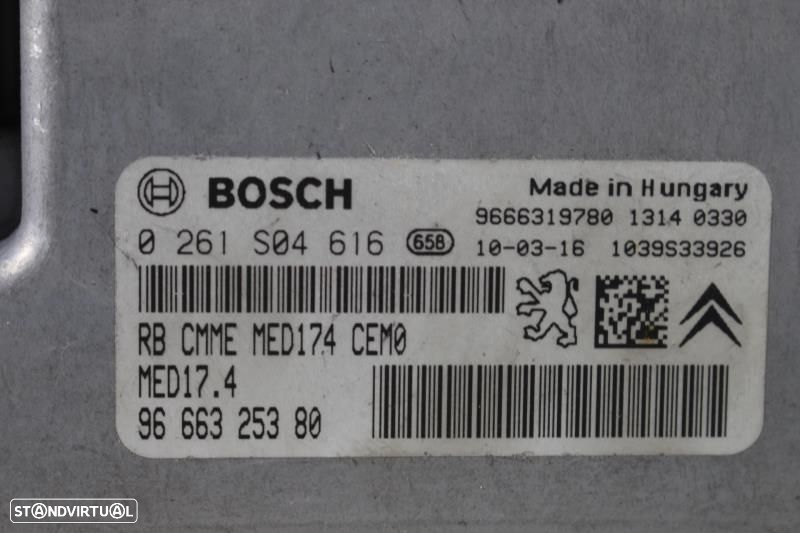 BOSCH
Made in Hungary
9666319780 1314 0330
0 261 S04 616 658
10-03-16 1039S33926
RB CMME MED174 CEM0
MED17.4
96 663 253 80
STANDVIRTUAL